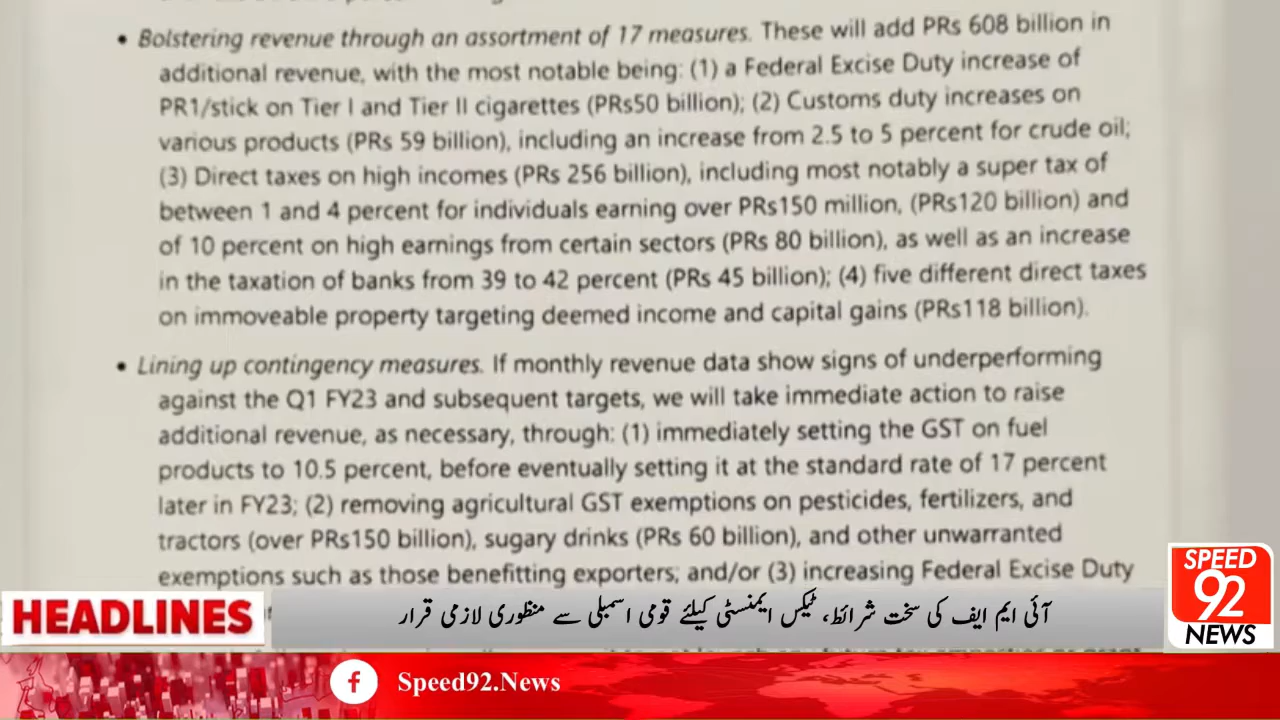 • Bolstering revenue through an assortment of 17 measures. These will add PRs 608 billion in
additional revenue, with the most notable being: (1) a Federal Excise Duty increase of
PR1/stick on Tier I and Tier II cigarettes (PRs50 billion); (2) Customs duty increases on
various products (PRs 59 billion), including an increase from 2.5 to 5 percent for crude oil;
(3) Direct taxes on high incomes (PRs 256 billion), including most notably a super tax of
between 1 and 4 percent for individuals earning over PRs150 million, (PRs120 billion) and
of 10 percent on high earnings from certain sectors (PRs 80 billion), as well as an increase
in the taxation of banks from 39 to 42 percent (PRs 45 billion); (4) five different direct taxes
on immoveable property targeting deemed income and capital gains (PRs118 billion).
• Lining up contingency measures. If monthly revenue data show signs of underperforming
against the Q1 FY23 and subsequent targets, we will take immediate action to raise
additional revenue, as necessary, through: (1) immediately setting the GST on fuel
products to 10.5 percent, before eventually setting it at the standard rate of 17 percent
later in FY23; (2) removing agricultural GST exemptions on pesticides, fertilizers, and
tractors (over PRs150 billion), sugary drinks (PRs 60 billion), and other unwarranted
exemptions such as those benefitting exporters; and/or (3) increasing Federal Excise Duty
HEADLINES
آئی ایم ایف کی سخت شرائط، ٹیکس ایمنسٹی کیلئے قومی اسمبلی سے منظوری لازمی قرار
SPEED
92
NEWS
Speed92.News